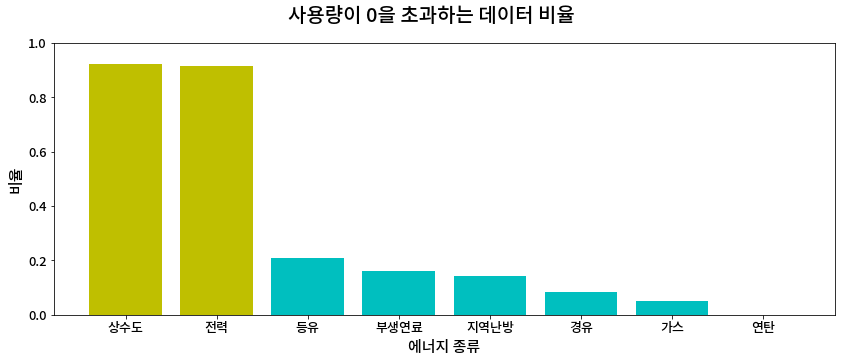 사용량이 0을 초과하는 데이터 비율
비율
1.0
0.8
0.6
0.4
0.2
0.0
상수도 전력 등유 부생연료 지역난방 경유 가스 연탄
에너지 종류